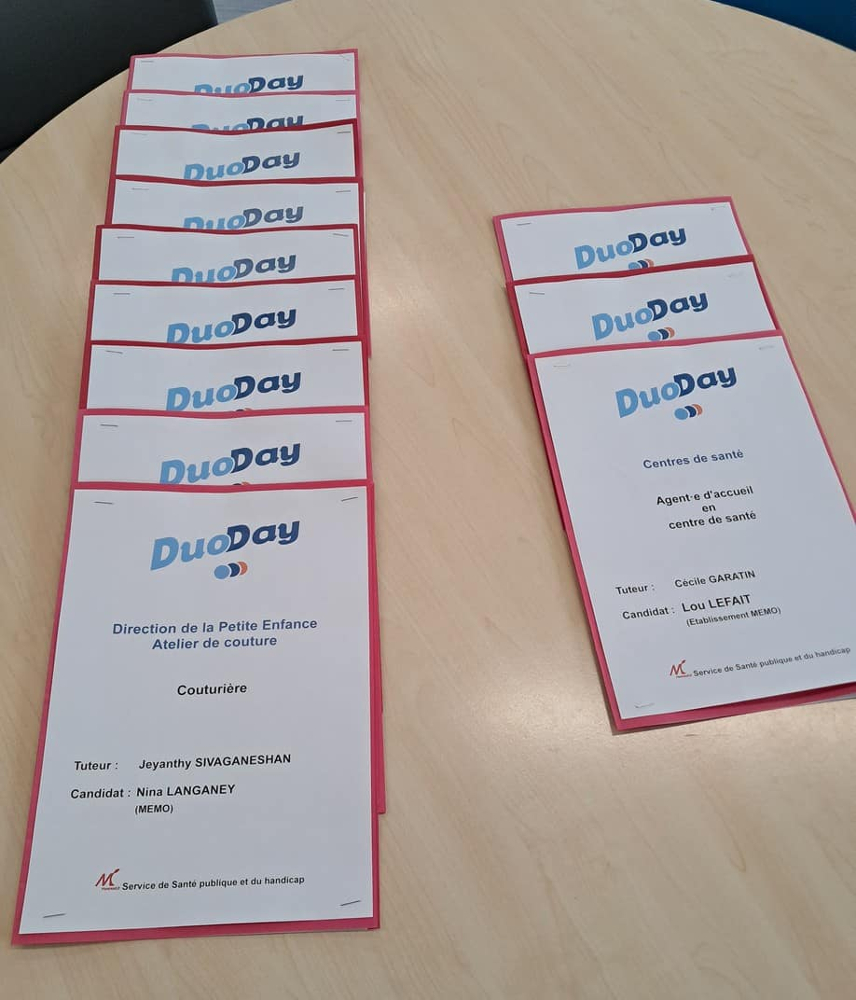 DuoDay
DuoDay
DuoDay
DuoDay
DuoDay
DuoDay
DuoDay
DuoDay
DuoDay
Direction de la Petite Enfance
Atelier de couture
Couturière
Tuteur : Jeyanthy SIVAGANESHAN
Candidat : Nina LANGANEY
(MEMO)
Service de Santé publique et du handicap
DuoDay
DuoDay
DuoDay
Centres de santé
Agent·e d'accueil
en
centre de santé
Tuteur : Cécile GARATIN
Candidat : Lou LEFAIT
(Etablissement MEMO)
Service de Santé publique et du handicap